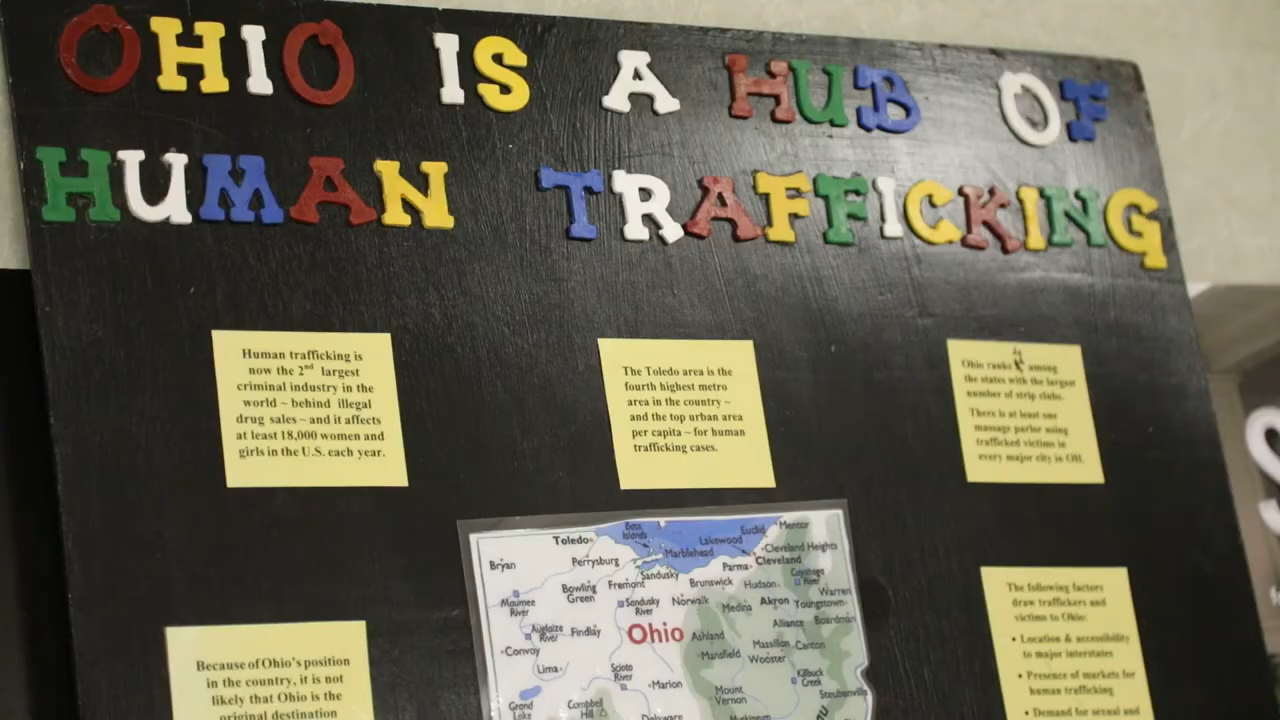 OHIO IS A HUB OF
HUMAN TRAFFICKING
Human trafficking is
now the 2nd largest
criminal industry in the
world ~ behind illegal
drug sales ~ and it affects
at least 18,000 women and
girls in the U.S. each year.
The Toledo area is the
fourth highest metro
area in the country ~
and the top urban area
per capita ~ for human
trafficking cases.
Ohio ranks among
the states with the largest
number of strip clubs.
There is at least one
massage parlor using
trafficked victims in
every major city in OH.
Bass
Islands
Euclid
Mentor
Toledo
Lakewood
Marblehead
Cleveland Heights
Bryan
Perrysburg
Parma
Cleveland
Sandusky
Bowling
Green
Fremont
Brunswick
Hudson
Cuyahoga
River
Maumee
River
Sandusky
River
Norwalk
Medina
Akron
Warren
Youngstown
Auglaize
River
Findlay
Ohio
Ashland
Alliance
Boardman
Convoy
Mansfield
Massillon
Canton
Wooster
Lima
Scioto
River
Marion
Killbuck
Creek
Grand
Lake
Campbell
Hill
Mount
Vernon
Steubenville
Delaware
Muskingum
Because of Ohio's position
in the country, it is not
likely that Ohio is the
original destination
The following factors
draw traffickers and
victims to Ohio:
• Location & accessibility
to major interstates
• Presence of markets for
human trafficking
• Demand for sexual and